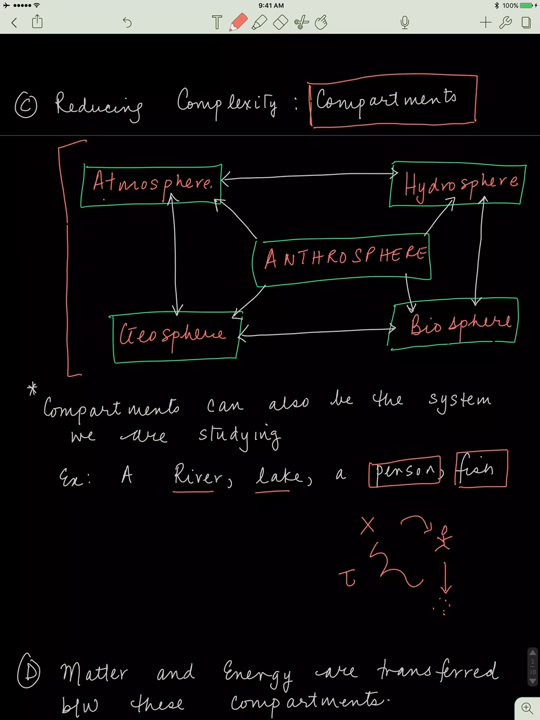 9:41 AM
100%
T
Ⓒ Reducing Complexity: Compartments
Atmosphere
Hydrosphere
ANTHROSPHERE
Geosphere
Biosphere
* Compartments can also be the system
we are studying
Ex: A River, lake, a person, fish
X
τ
Ⓓ Matter and Energy are transferred
b/w these compartments.